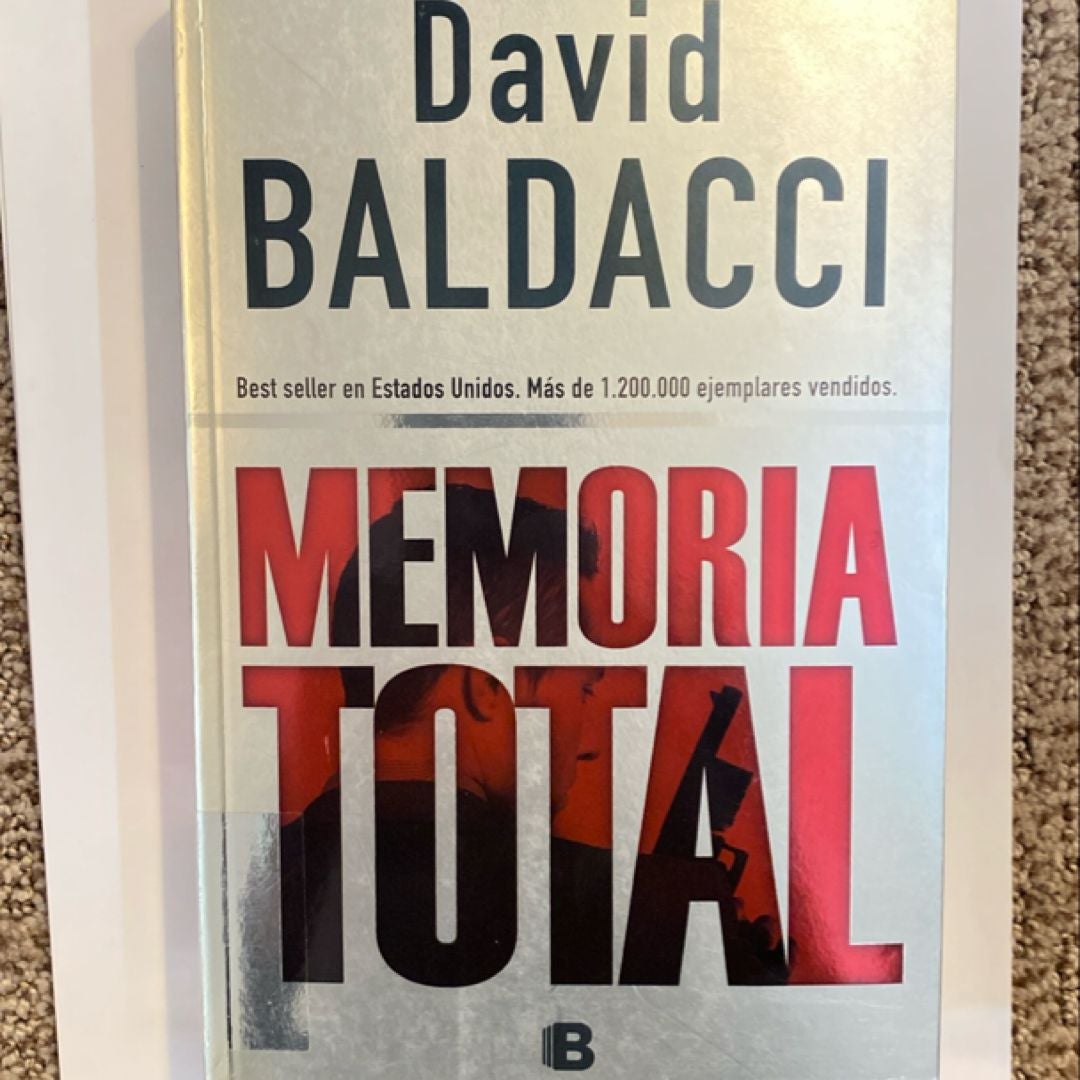 David
BALDACCI
Best seller en Estados Unidos. Más de 1.200.000 ejemplares vendidos.
MEMORIA
TOTAL
B